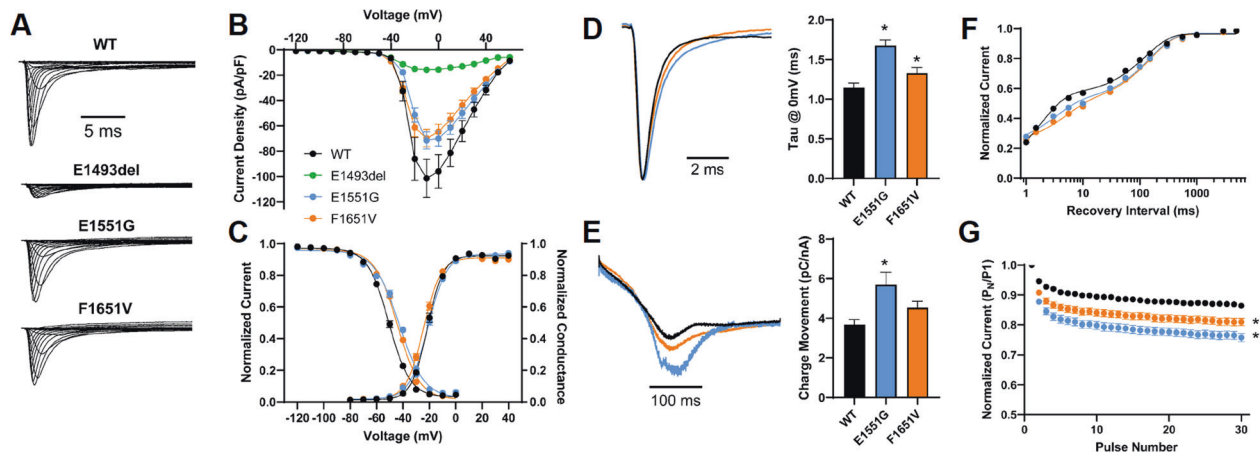 A
WT
5 ms
E1493del
E1551G
F1651V
B
Voltage (mV)
-120 -80 -40 0 40
0
-20
-40
-60
-80
-100
-120
Current Density (pA/pF)
WT
E1493del
E1551G
F1651V
C
1.0
0.8
0.6
0.4
0.2
0.0
Normalized Current
1.0
0.8
0.6
0.4
0.2
0.0
Normalized Conductance
-120 -100 -80 -60 -40 -20 0 20 40
Voltage (mV)
D
2 ms
2.0
1.5
1.0
0.5
0.0
Tau @ 0mV (ms)
*
*
WT
E1551G
F1651V
E
100 ms
8
6
4
2
0
Charge Movement (pC/nA)
*
WT
E1551G
F1651V
F
1.0
0.8
0.6
0.4
0.2
0.0
Normalized Current
1 10 100 1000
Recovery Interval (ms)
G
1.0
0.9
0.8
0.7
0.6
0.5
Normalized Current (PN/P1)
*
*
0 10 20 30
Pulse Number